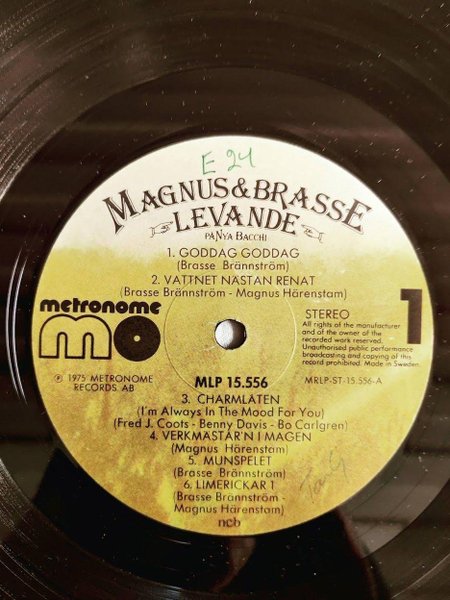 E 24
MAGNUS & BRASSE
LEVANDE
PÅ NYA BACCHI
1. GODDAG GODDAG
(Brasse Brännström)
2. VATTNET NÄSTAN RENAT
(Brasse Brännström - Magnus Härenstam)
metronome
mo
STEREO
All rights of the manufacturer
and of the owner of the
recorded work reserved.
Unauthorised public performance
broadcasting and copying of this
record prohibited. Made in Sweden.
1
℗ 1975 METRONOME
RECORDS AB
MLP 15.556
MRLP-ST-15.556-A
3. CHARMLÅTEN
(I'm Always In The Mood For You)
(Fred J. Coots - Benny Davis - Bo Carlgren)
4. VERKMÄSTAR'N I MAGEN
(Magnus Härenstam)
5. MUNSPELET
(Brasse Brännström)
6. LIMERICKAR 1
(Brasse Brännström -
Magnus Härenstam)
ncb